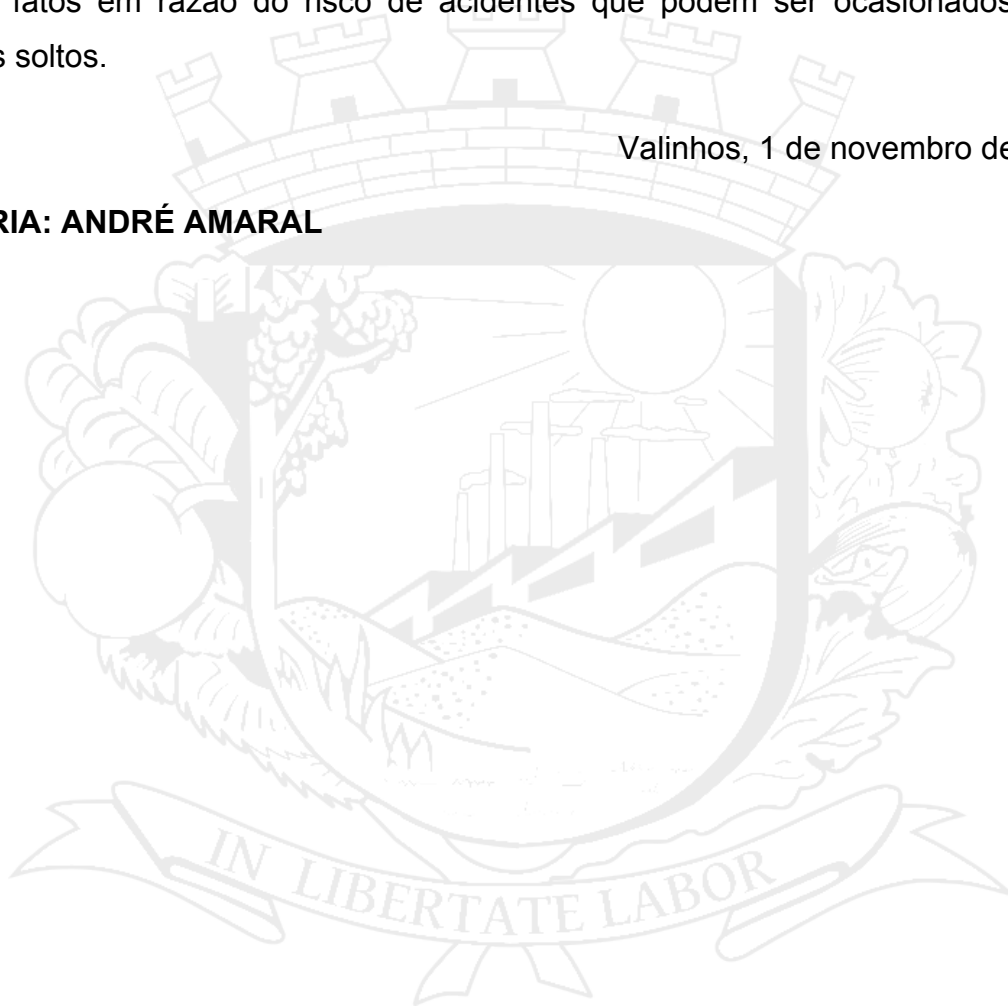 fatos em razão do risco de acidentes que podem ser ocasionados
s soltos.
Valinhos, 1 de novembro de
RIA: ANDRÉ AMARAL
IN LIBERTATE LABOR